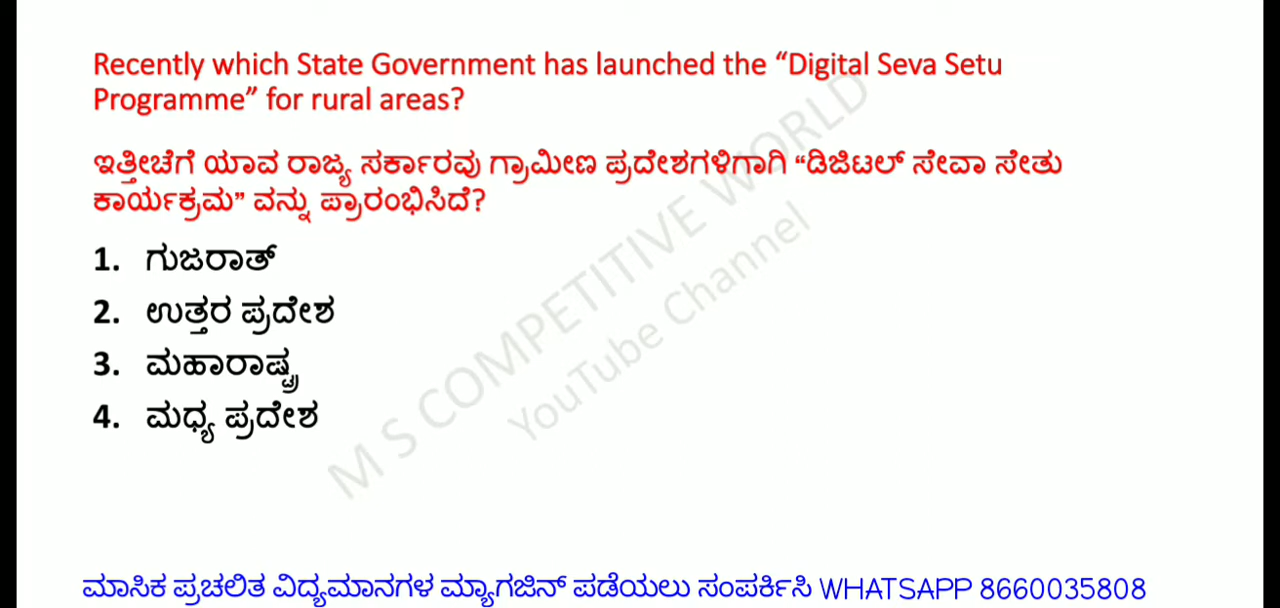 Recently which State Government has launched the “Digital Seva Setu
Programme” for rural areas?
ಇತ್ತೀಚೆಗೆ ಯಾವ ರಾಜ್ಯ ಸರ್ಕಾರವು ಗ್ರಾಮೀಣ ಪ್ರದೇಶಗಳಿಗಾಗಿ “ಡಿಜಿಟಲ್ ಸೇವಾ ಸೇತು
ಕಾರ್ಯಕ್ರಮ” ವನ್ನು ಪ್ರಾರಂಭಿಸಿದೆ?
1. ಗುಜರಾತ್
2. ಉತ್ತರ ಪ್ರದೇಶ
3. ಮಹಾರಾಷ್ಟ್ರ
4. ಮಧ್ಯ ಪ್ರದೇಶ
M S COMPETITIVE WORLD
YouTube Channel
ಮಾಸಿಕ ಪ್ರಚಲಿತ ವಿದ್ಯಮಾನಗಳ ಮ್ಯಾಗಜಿನ್ ಪಡೆಯಲು ಸಂಪರ್ಕಿಸಿ WHATSAPP 8660035808